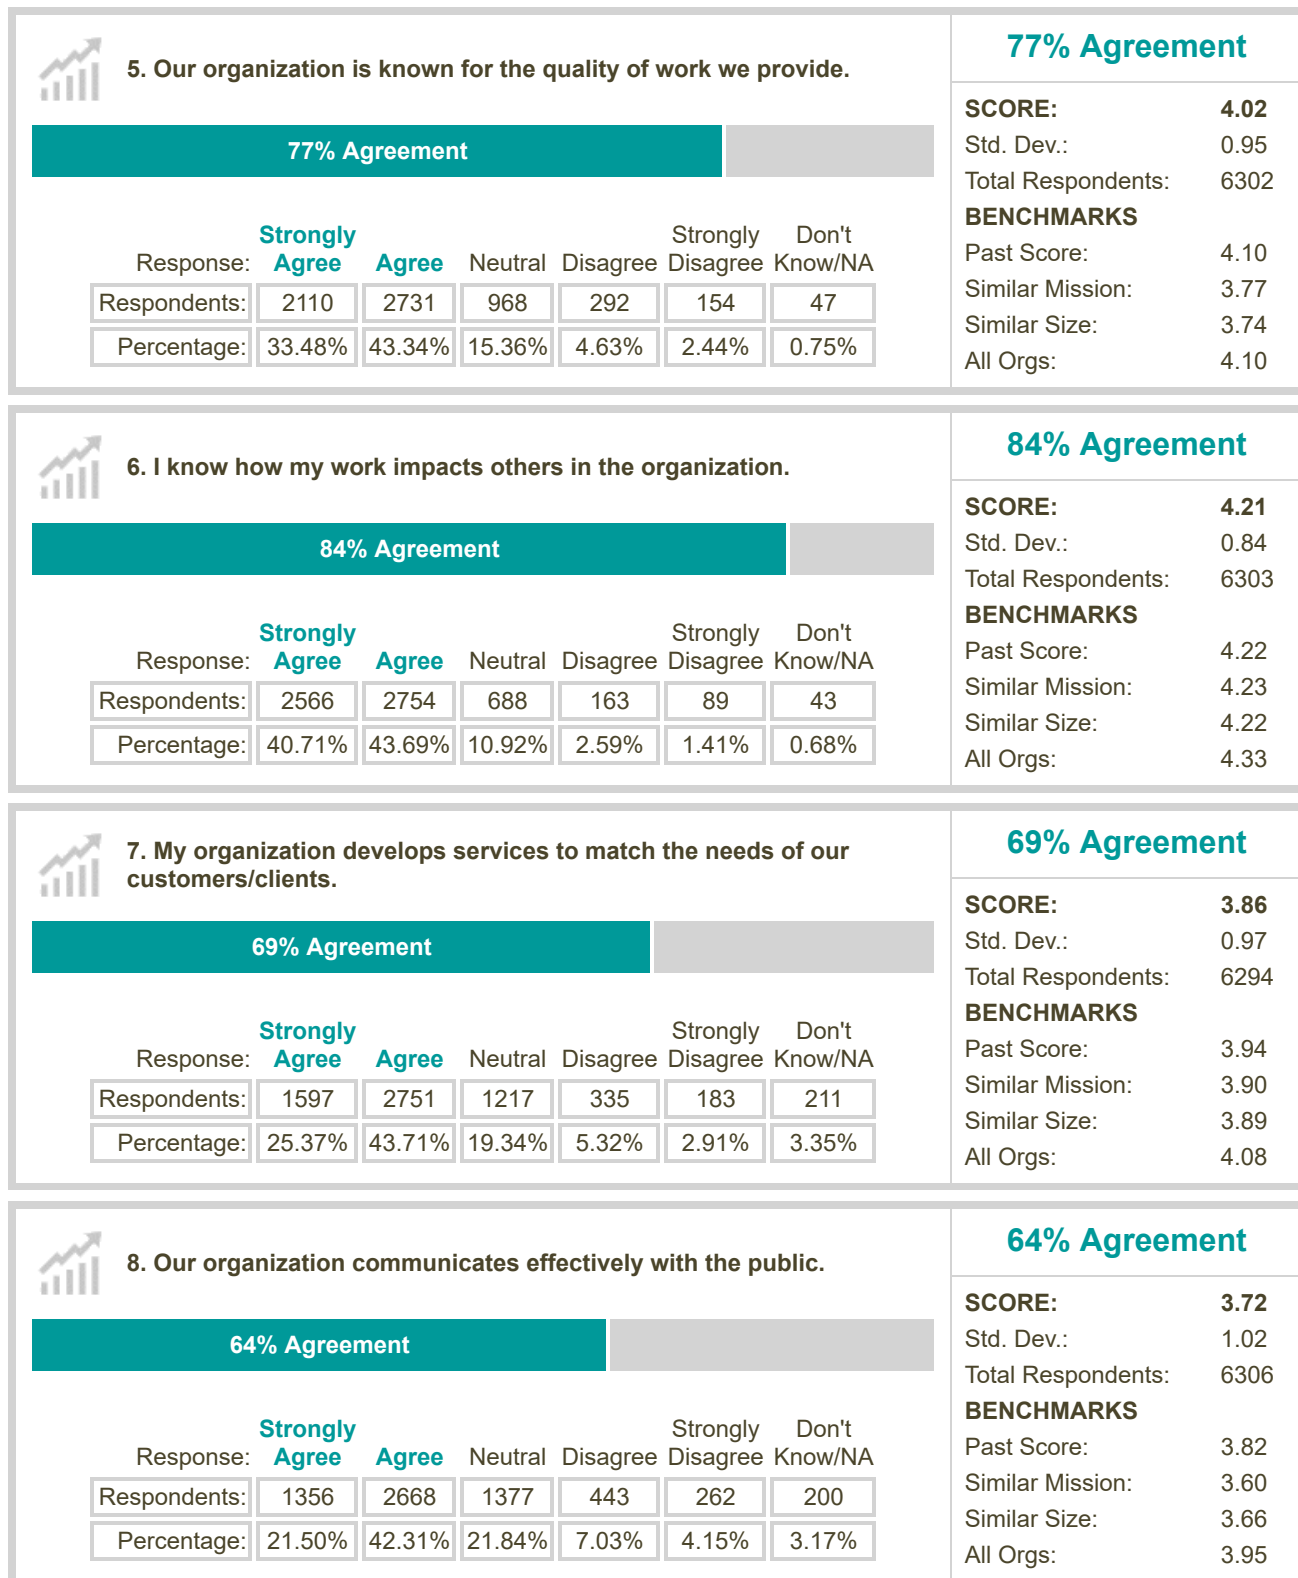 5. Our organization is known for the quality of work we provide.
77% Agreement
Strongly Strongly Don't
Response: Agree Agree Neutral Disagree Disagree Know/NA
Respondents: 2110 2731 968 292 154 47
Percentage: 33.48% 43.34% 15.36% 4.63% 2.44% 0.75%
77% Agreement
SCORE: 4.02
Std. Dev.: 0.95
Total Respondents: 6302
BENCHMARKS
Past Score: 4.10
Similar Mission: 3.77
Similar Size: 3.74
All Orgs: 4.10
6. I know how my work impacts others in the organization.
84% Agreement
Strongly Strongly Don't
Response: Agree Agree Neutral Disagree Disagree Know/NA
Respondents: 2566 2754 688 163 89 43
Percentage: 40.71% 43.69% 10.92% 2.59% 1.41% 0.68%
84% Agreement
SCORE: 4.21
Std. Dev.: 0.84
Total Respondents: 6303
BENCHMARKS
Past Score: 4.22
Similar Mission: 4.23
Similar Size: 4.22
All Orgs: 4.33
7. My organization develops services to match the needs of our
customers/clients.
69% Agreement
Strongly Strongly Don't
Response: Agree Agree Neutral Disagree Disagree Know/NA
Respondents: 1597 2751 1217 335 183 211
Percentage: 25.37% 43.71% 19.34% 5.32% 2.91% 3.35%
69% Agreement
SCORE: 3.86
Std. Dev.: 0.97
Total Respondents: 6294
BENCHMARKS
Past Score: 3.94
Similar Mission: 3.90
Similar Size: 3.89
All Orgs: 4.08
8. Our organization communicates effectively with the public.
64% Agreement
Strongly Strongly Don't
Response: Agree Agree Neutral Disagree Disagree Know/NA
Respondents: 1356 2668 1377 443 262 200
Percentage: 21.50% 42.31% 21.84% 7.03% 4.15% 3.17%
64% Agreement
SCORE: 3.72
Std. Dev.: 1.02
Total Respondents: 6306
BENCHMARKS
Past Score: 3.82
Similar Mission: 3.60
Similar Size: 3.66
All Orgs: 3.95